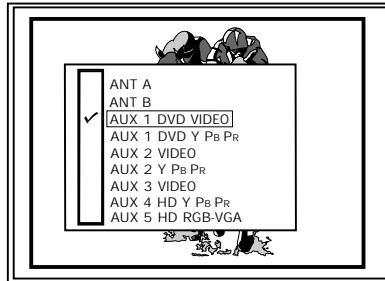 ANT A
ANT B
AUX 1 DVD VIDEO
AUX 1 DVD Y PB PR
AUX 2 VIDEO
AUX 2 Y PB PR
AUX 3 VIDEO
AUX 4 HD Y PB PR
AUX 5 HD RGB-VGA